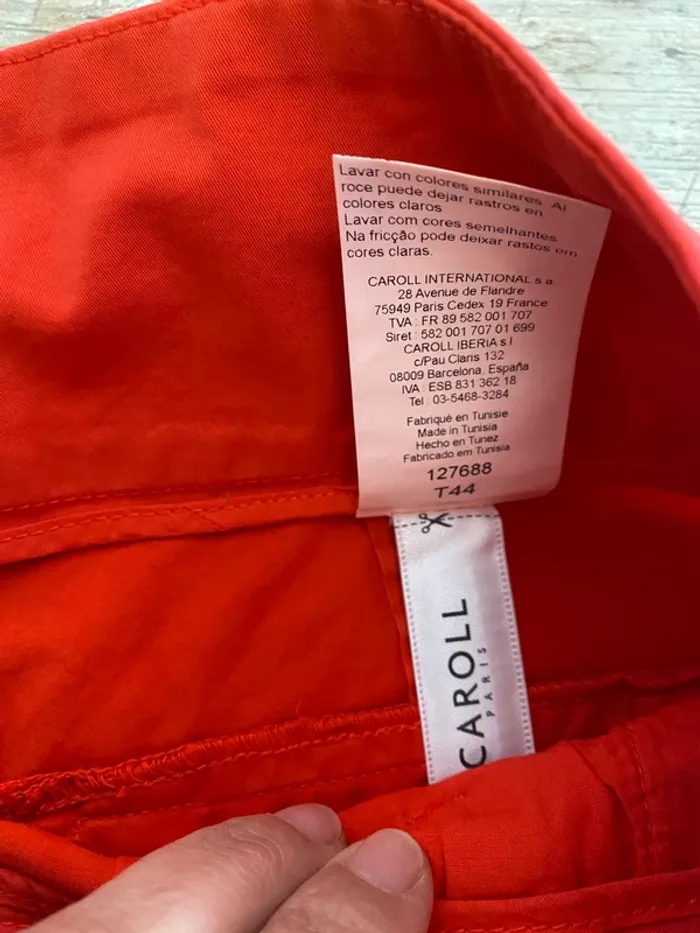 Lavar con colores similares. Al
roce puede dejar rastros en
colores claros
Lavar com cores semelhantes
Na fricção pode deixar rastos em
cores claras.
CAROLL INTERNATIONAL s a
28 Avenue de Flandre
75949 Paris Cedex 19 France
TVA : FR 89 582 001 707
Siret : 582 001 707 01 699
CAROLL IBERIA s l
c/Pau Claris 132
08009 Barcelona. España
IVA : ESB 831 362 18
Tel : 03-5468-3284
Fabriqué en Tunisie
Made in Tunisia
Hecho en Tunez
Fabricado em Tunisia
127688
T44
CAROLL
PARIS